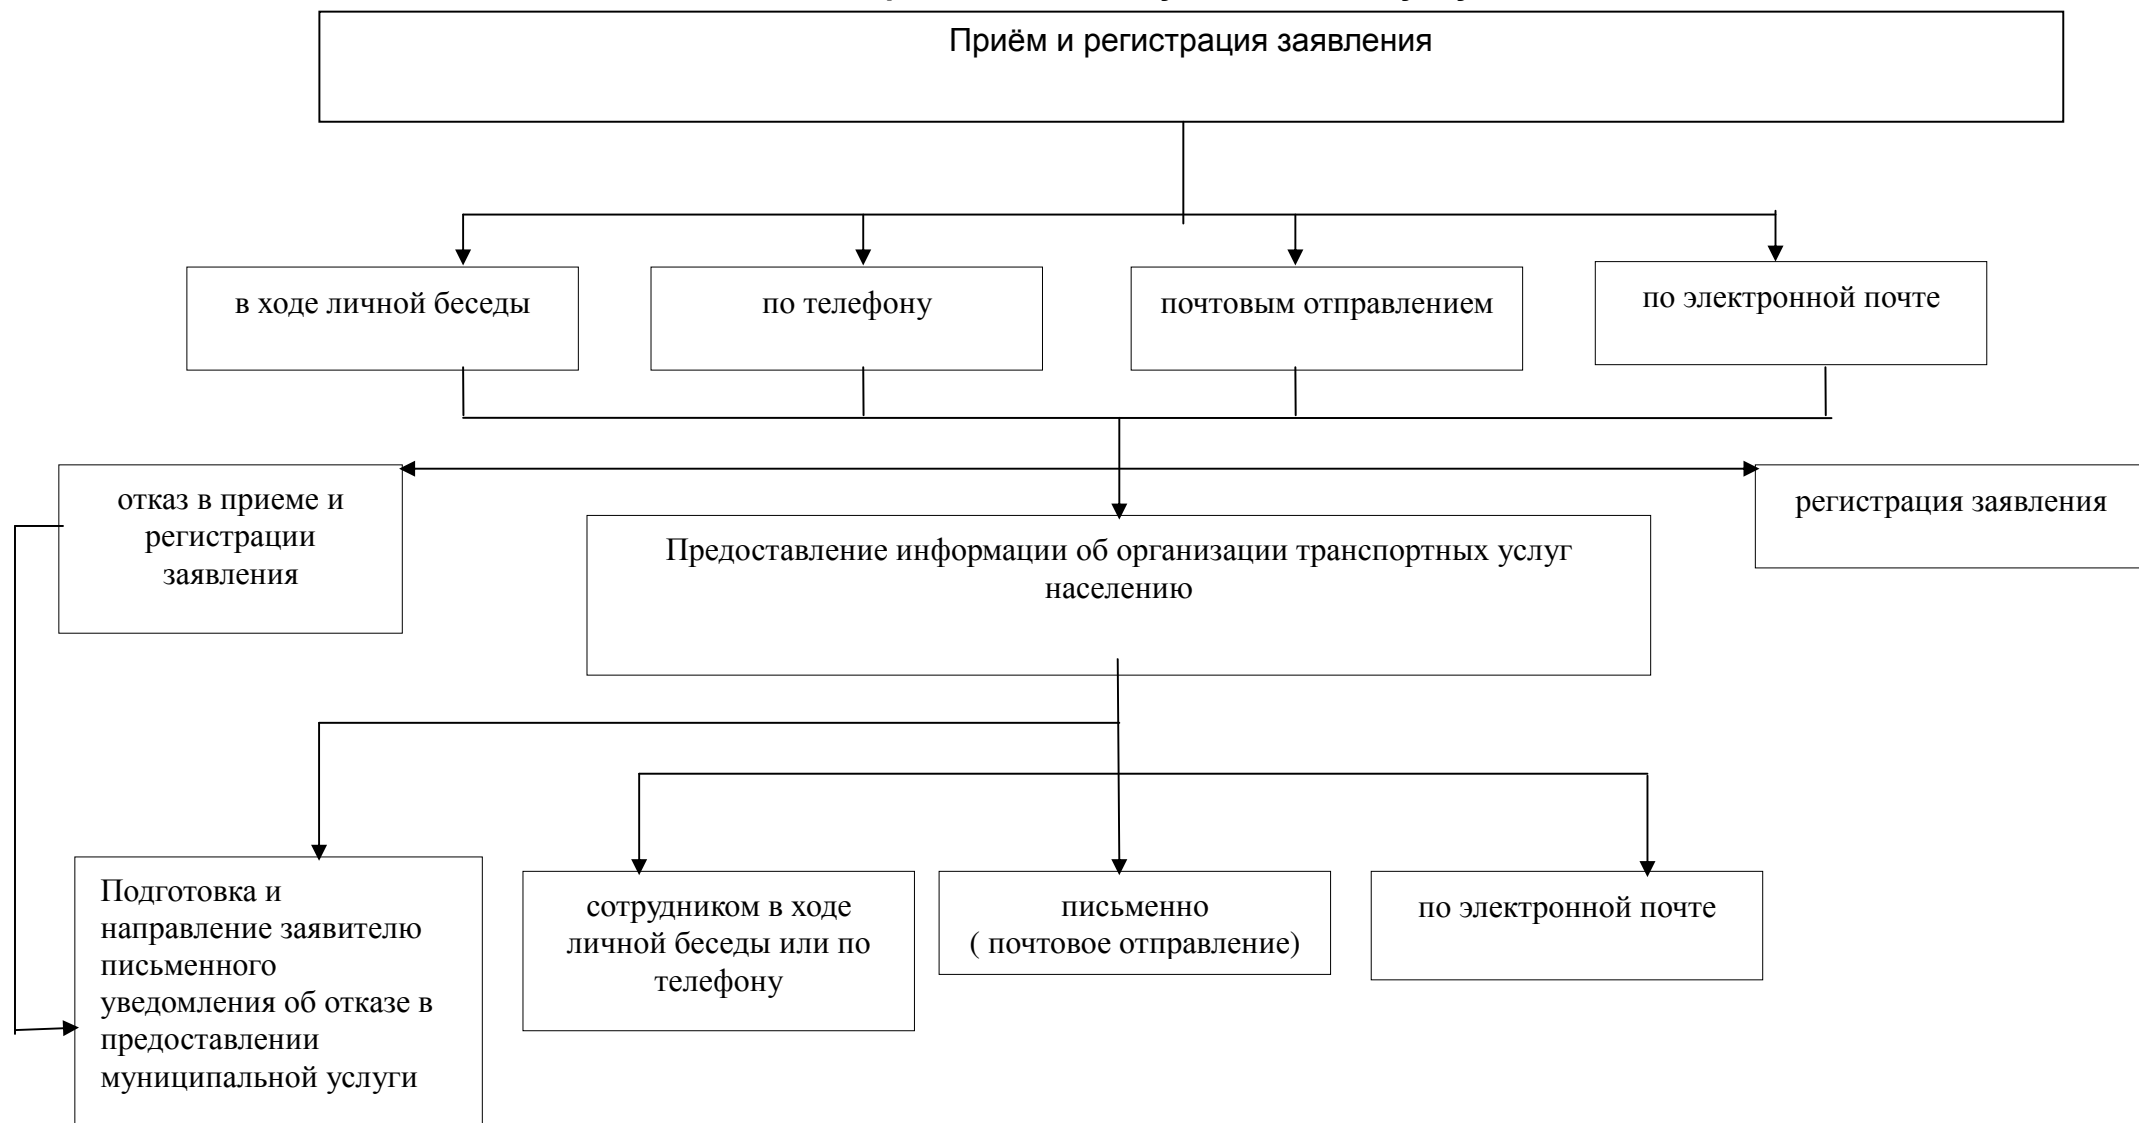 Приём и регистрация заявления
в ходе личной беседы
по телефону
почтовым отправлением
по электронной почте
отказ в приеме и
регистрации
заявления
регистрация заявления
Предоставление информации об организации транспортных услуг
населению
Подготовка и
направление заявителю
письменного
уведомления об отказе в
предоставлении
муниципальной услуги
сотрудником в ходе
личной беседы или по
телефону
письменно
( почтовое отправление)
по электронной почте